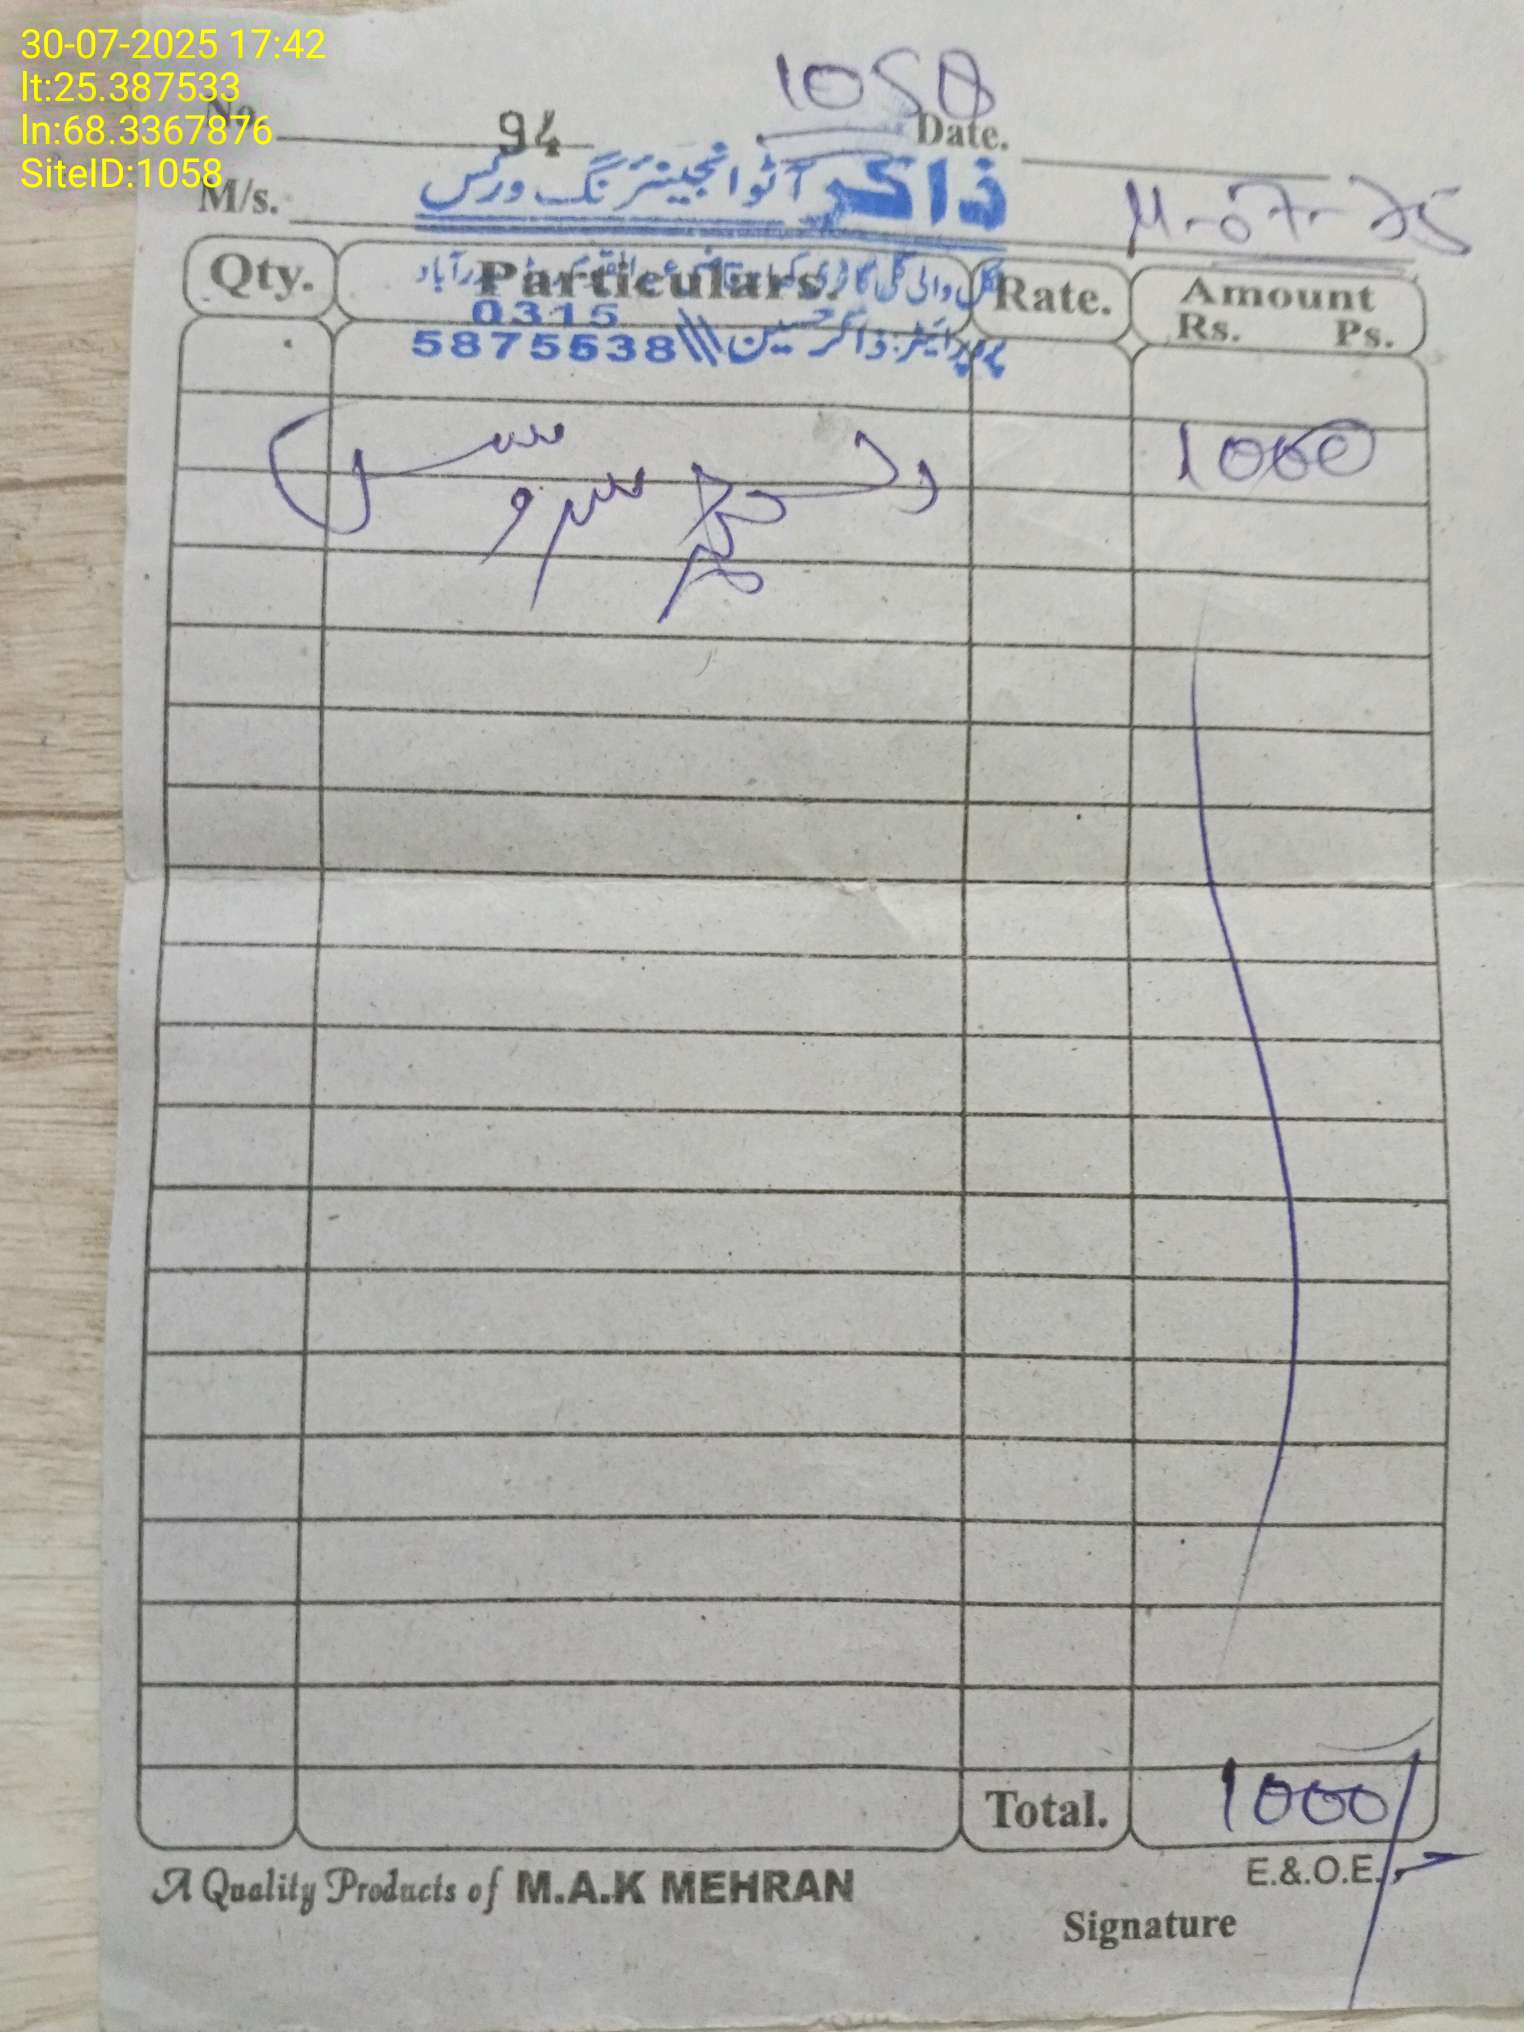 30-07-2025 17:42
lt:25.387533
ln:68.3367876
SiteID:1058
1058
No. 94 Date.
ذاکر آٹو انجینئرنگ ورکس
M/s. 11-07-25
Qty. Particulars. Rate. Amount
Rs. Ps.
0315
5875538 پروپرائیٹر: ذاکر حسین
1000
سروس
Total. 1000/
A Quality Products of M.A.K MEHRAN
E.&.O.E.
Signature